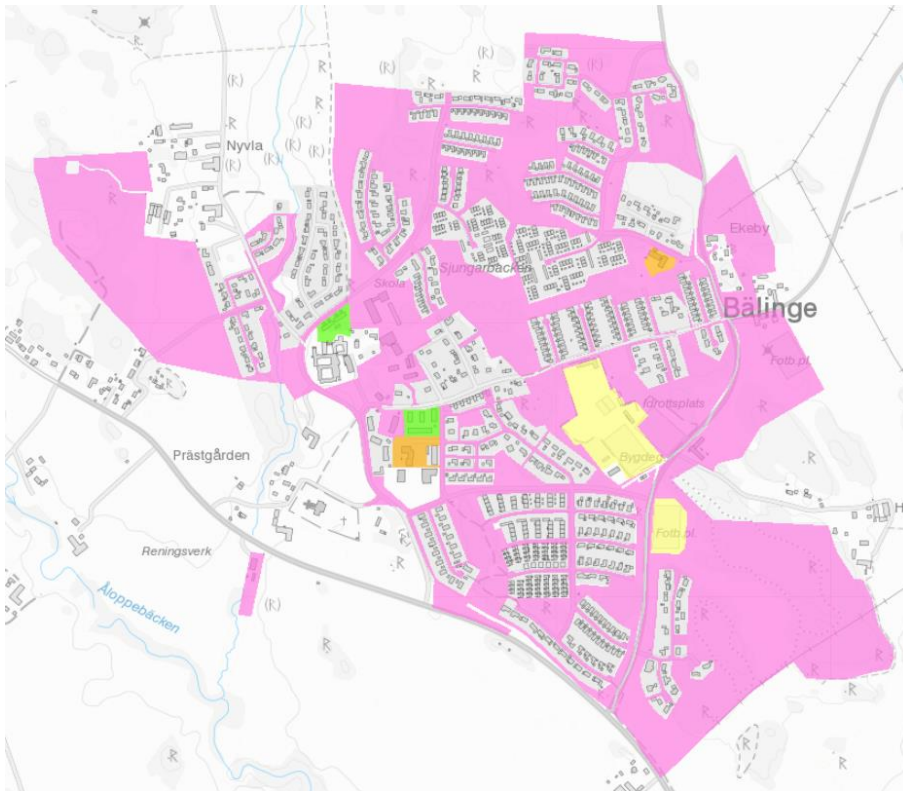 Nyvla
Ekeby
Sjungarbacken
Skola
Bälinge
Fotb.pl.
Idrottsplats
Prästgården
Bygdeg.
H
Fotb.pl.
Reningsverk
Åloppebäcken
(R)
(R)
(R)
(R)
(R)
(R)
(R)
(R)
(R)
R
R
R
R
R
R
R
R